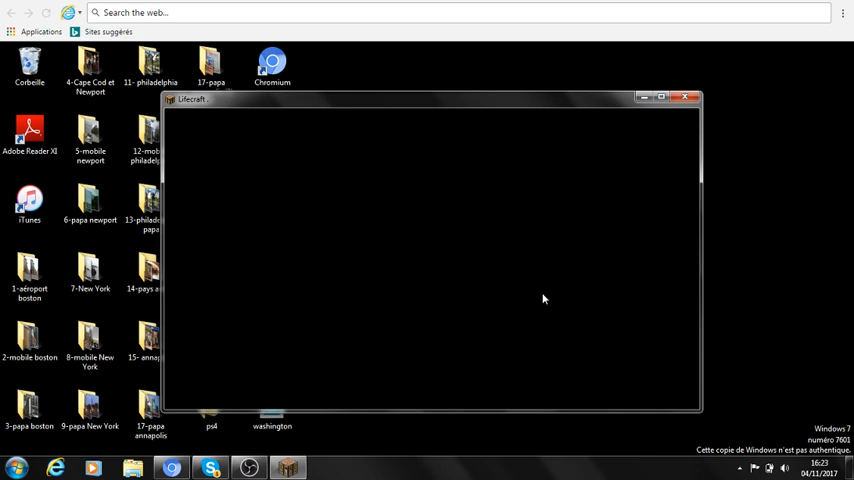 Search the web...
Applications
Sites suggérés
Corbeille
4-Cape Cod et
Newport
11- philadelphia
17-papa
Chromium
Lifecraft .
Adobe Reader XI
5-mobile
newport
12-mob
philadelp
iTunes
6-papa newport
13-philade
papa
1-aéroport
boston
7-New York
14-pays a
2-mobile boston
8-mobile New
York
15- annap
3-papa boston
9-papa New York
17-papa
annapolis
ps4
washington
Windows 7
numéro 7601
Cette copie de Windows n'est pas authentique.
16:23
04/11/2017